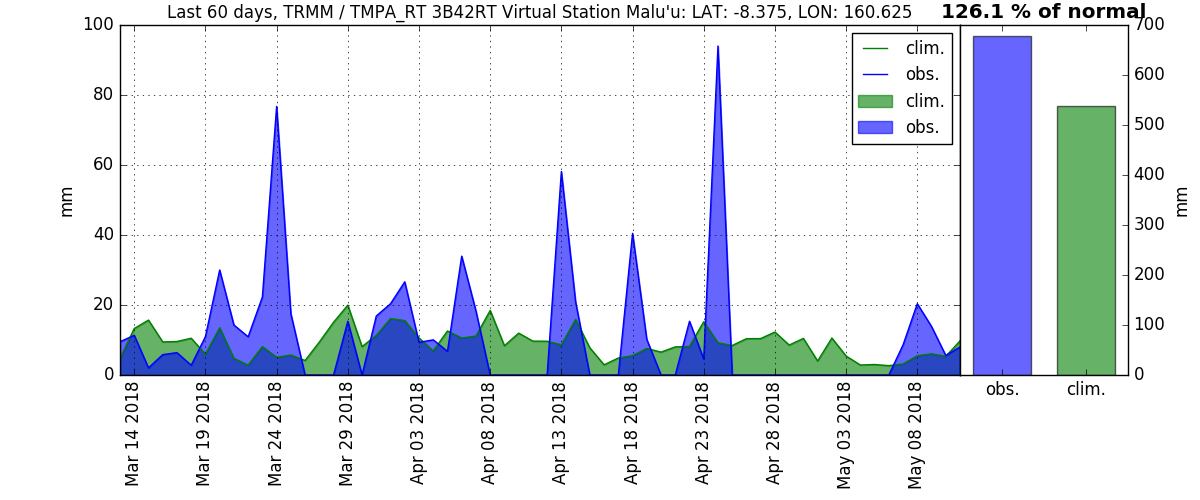 Last 60 days, TRMM / TMPA_RT 3B42RT Virtual Station Malu'u: LAT: -8.375, LON: 160.625
126.1 % of normal
100
80
60
40
20
0
mm
clim.
obs.
clim.
obs.
Mar 14 2018
Mar 19 2018
Mar 24 2018
Mar 29 2018
Apr 03 2018
Apr 08 2018
Apr 13 2018
Apr 18 2018
Apr 23 2018
Apr 28 2018
May 03 2018
May 08 2018
700
600
500
400
300
200
100
0
mm
obs.
clim.